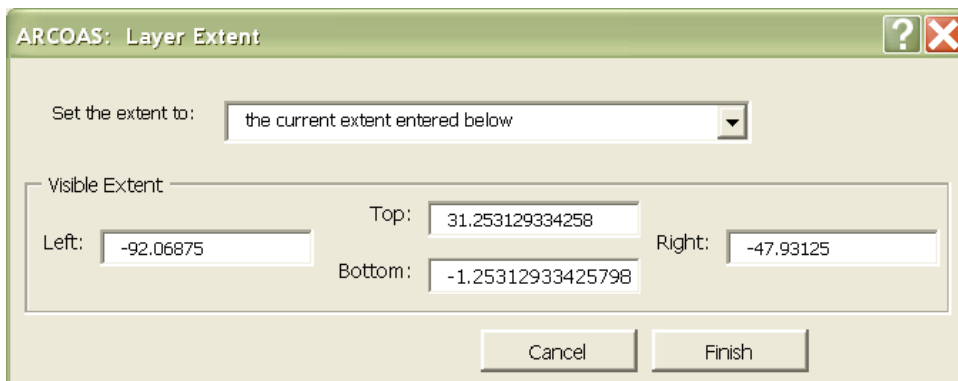 ARCOAS: Layer Extent
?
Set the extent to: the current extent entered below
Visible Extent
Top: 31.253129334258
Left: -92.06875
Right: -47.93125
Bottom: -1.25312933425798
Cancel Finish